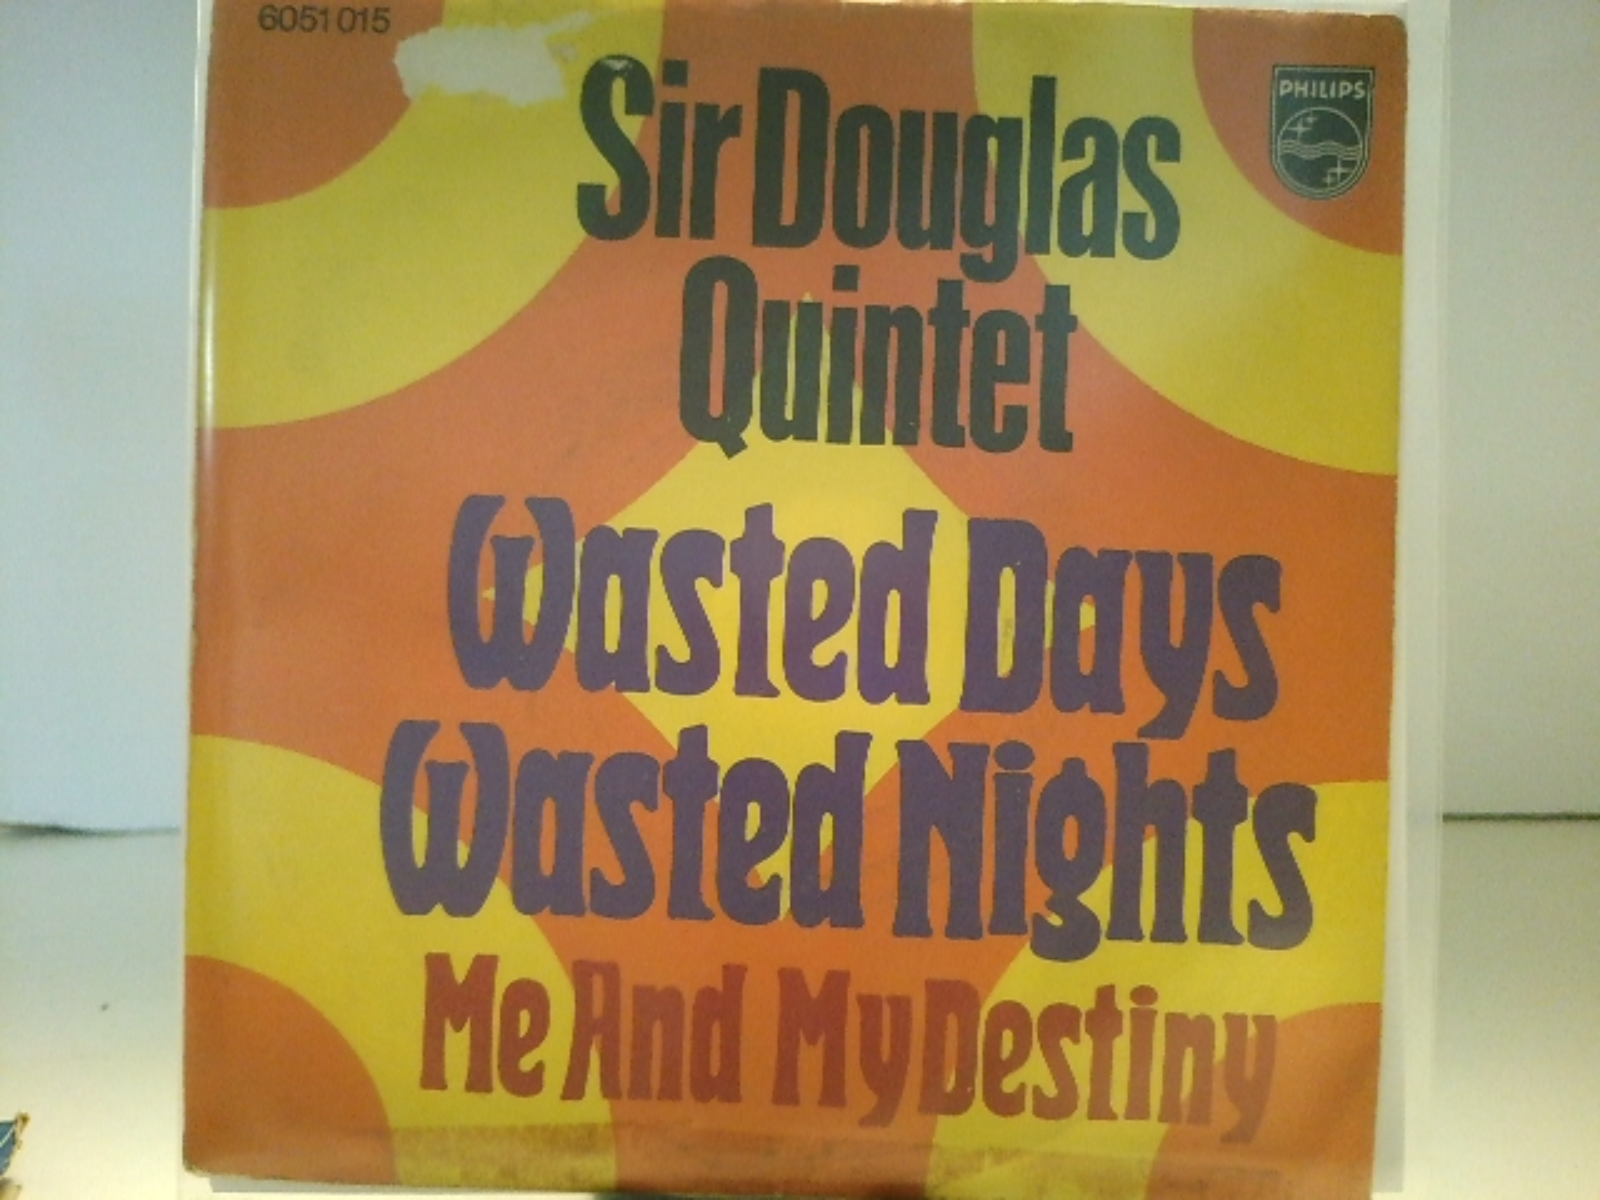 6051 015
PHILIPS
Sir Douglas
Quintet
Wasted Days
Wasted Nights
Me And My Destiny